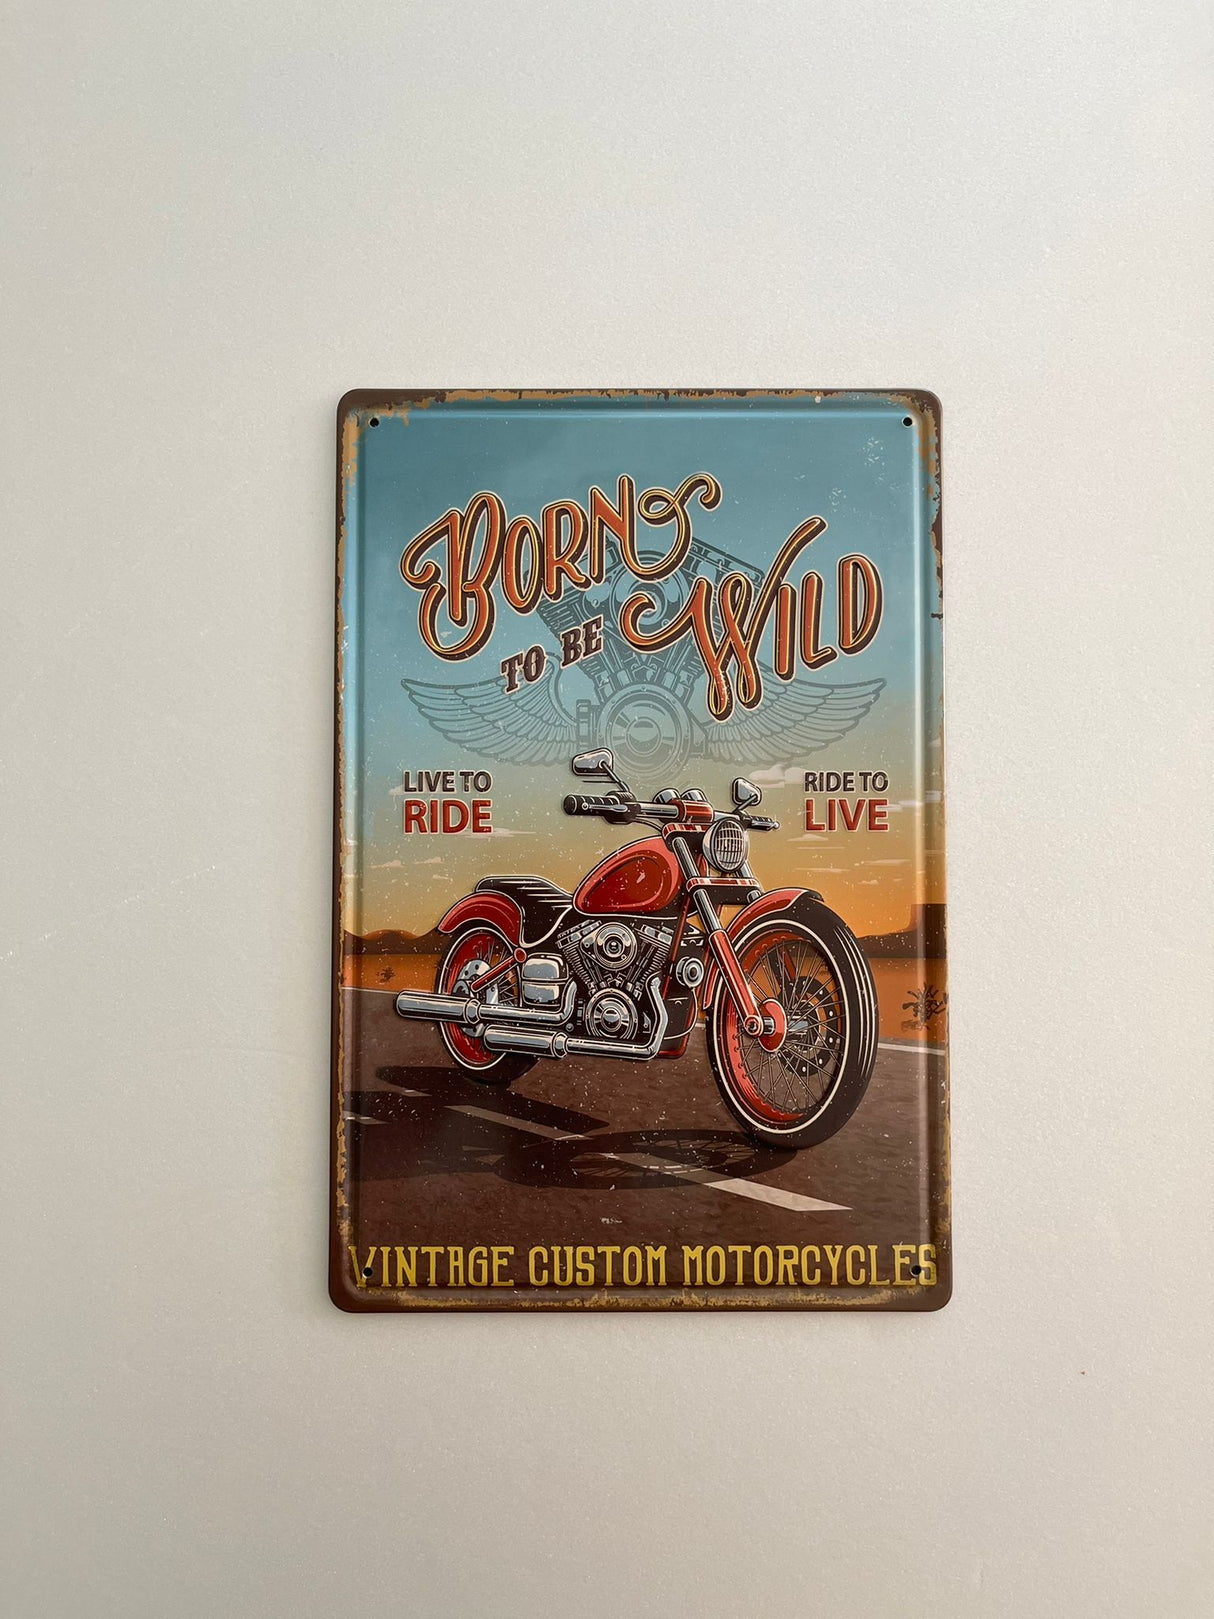 BORN
TO BE
WILD
LIVE TO
RIDE
RIDE TO
LIVE
VINTAGE CUSTOM MOTORCYCLES